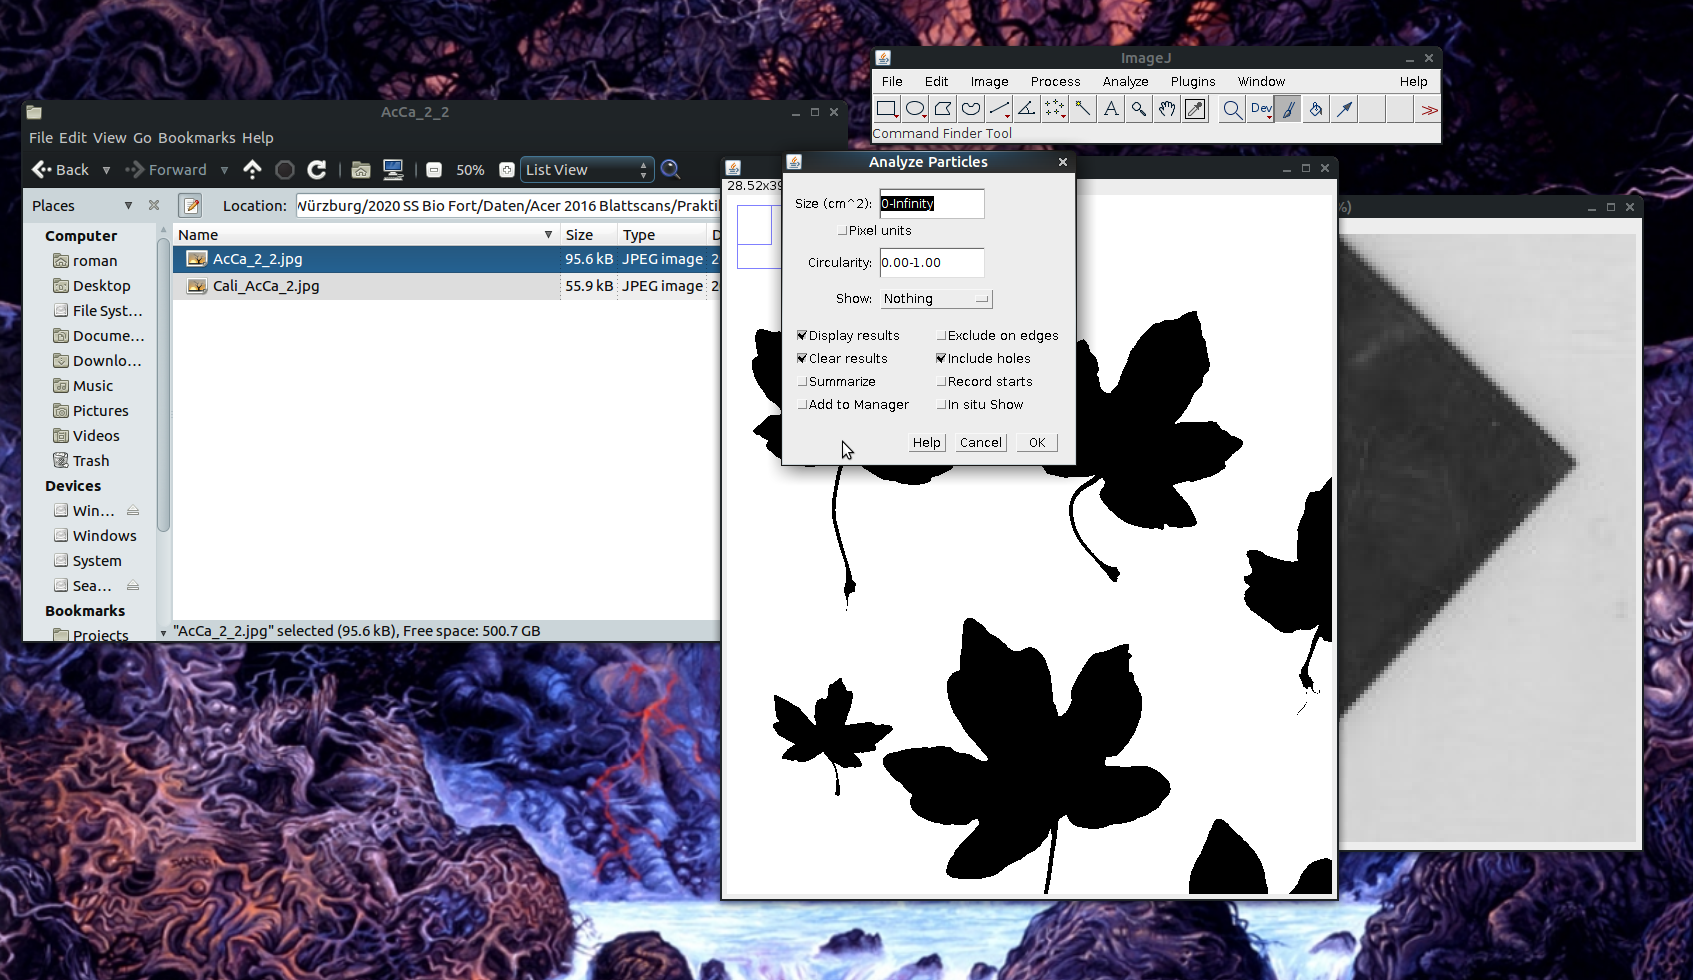 ImageJ
File Edit Image Process Analyze Plugins Window Help
Dev
Command Finder Tool
AcCa_2_2
File Edit View Go Bookmarks Help
Back Forward 50% List View
Places Location: Würzburg/2020 SS Bio Fort/Daten/Acer 2016 Blattscans/Prakti
Name Size Type D
Computer
roman
Desktop
File Syst...
Docume...
Downlo...
Music
Pictures
Videos
Trash
Devices
Win...
Windows
System
Sea...
Bookmarks
Projects
AcCa_2_2.jpg 95.6 kB JPEG image 2
Cali_AcCa_2.jpg 55.9 kB JPEG image 2
"AcCa_2_2.jpg" selected (95.6 kB), Free space: 500.7 GB
28.52x39
Analyze Particles
Size (cm^2): 0-Infinity
Pixel units
Circularity: 0.00-1.00
Show: Nothing
Display results Exclude on edges
Clear results Include holes
Summarize Record starts
Add to Manager In situ Show
Help Cancel OK
%)